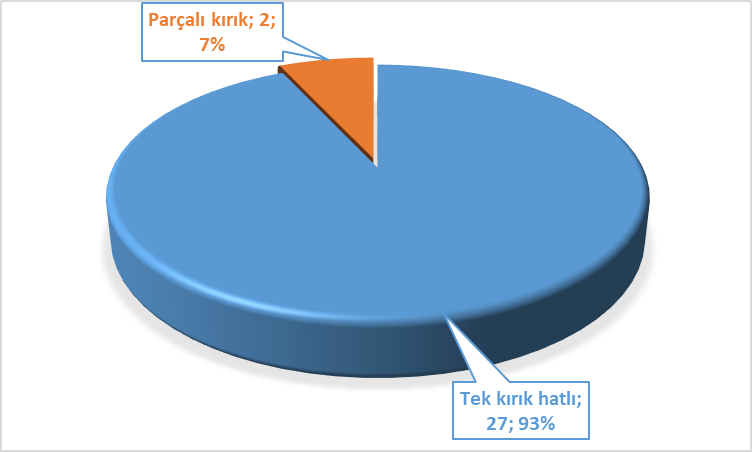 Parçalı kırık; 2;
7%
Tek kırık hatlı;
27; 93%